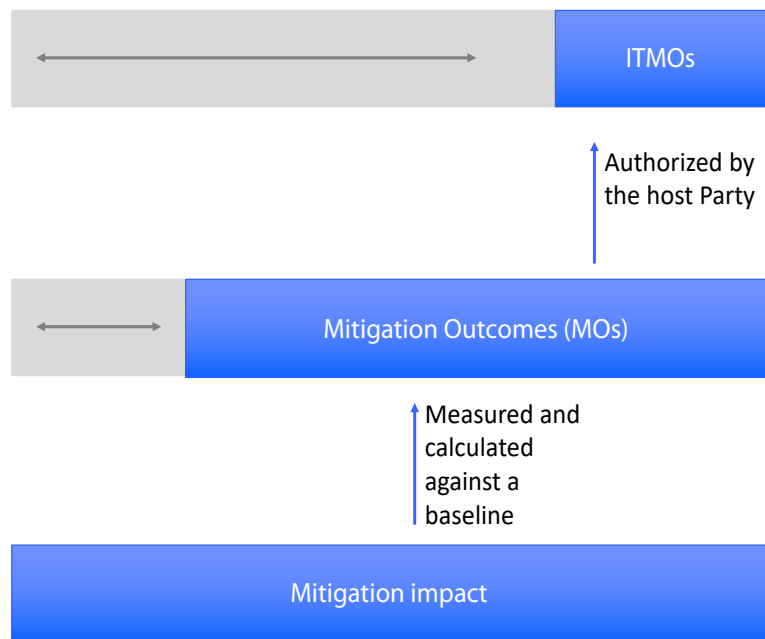 ITMOs
Authorized by
the host Party
Mitigation Outcomes (MOs)
Measured and
calculated
against a
baseline
Mitigation impact